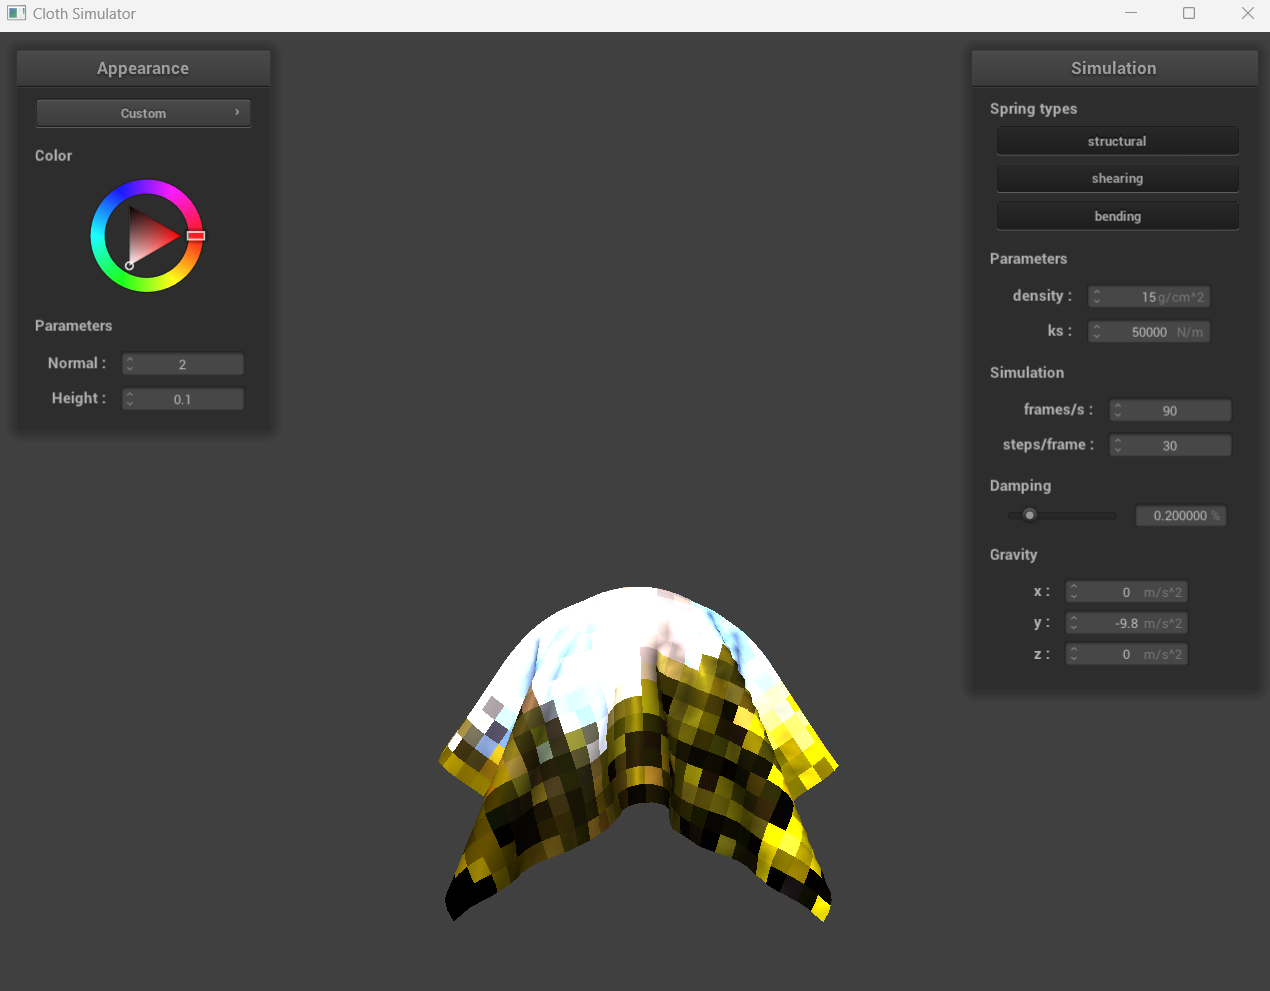 Cloth Simulator
Appearance
Custom
Color
Parameters
Normal : 2
Height : 0.1
Simulation
Spring types
structural
shearing
bending
Parameters
density : 15 g/cm^2
ks : 50000 N/m
Simulation
frames/s : 90
steps/frame : 30
Damping
0.200000 %
Gravity
x : 0 m/s^2
y : -9.8 m/s^2
z : 0 m/s^2